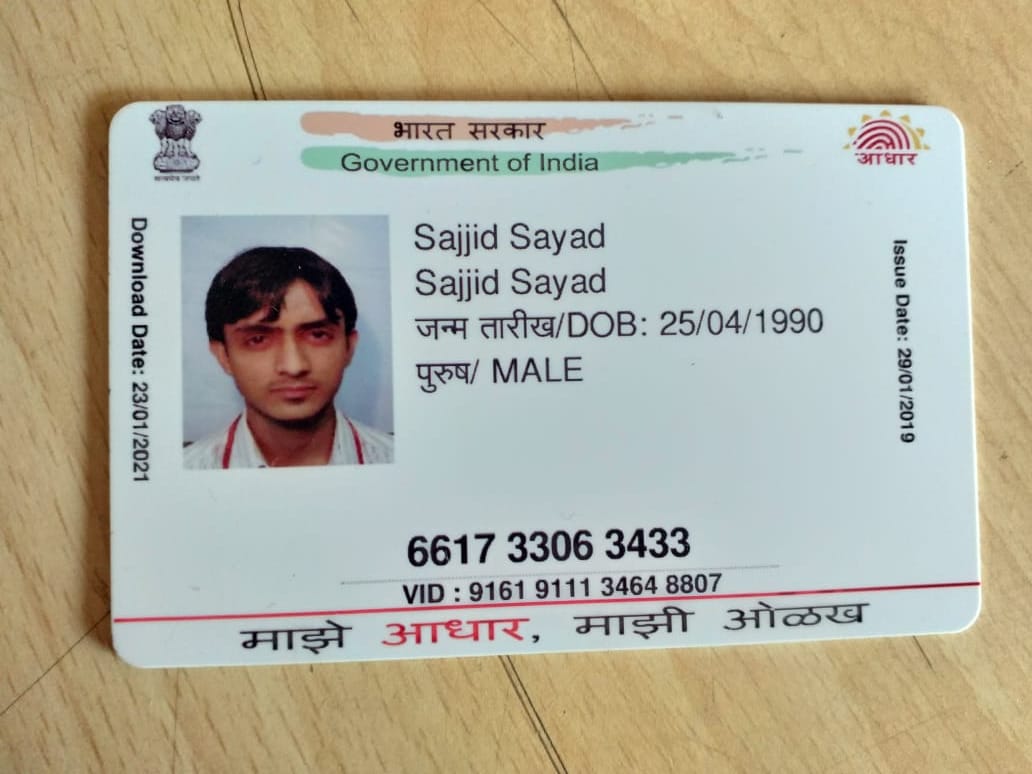 भारत सरकार
Government of India
सत्यमेव जयते
आधार
Download Date: 23/01/2021
Sajjid Sayad
Sajjid Sayad
जन्म तारीख/DOB: 25/04/1990
पुरुष/ MALE
Issue Date: 29/01/2019
6617 3306 3433
VID : 9161 9111 3464 8807
माझे आधार, माझी ओळख